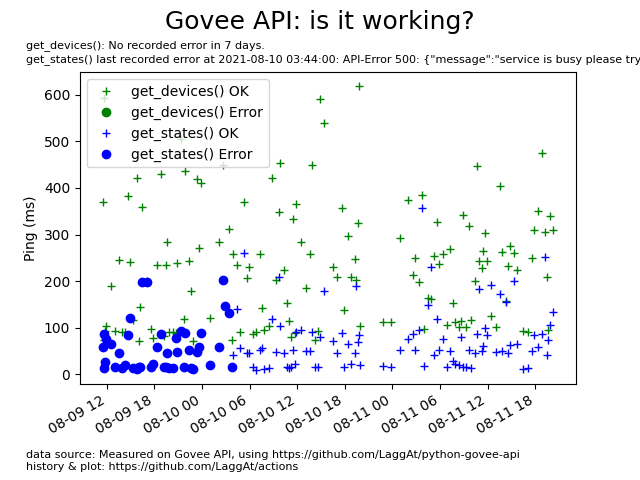 Govee API: is it working?
get_devices(): No recorded error in 7 days.
get_states() last recorded error at 2021-08-10 03:44:00: API-Error 500: {"message":"service is busy please try
get_devices() OK
get_devices() Error
get_states() OK
get_states() Error
Ping (ms)
600
500
400
300
200
100
0
08-09 12
08-09 18
08-10 00
08-10 06
08-10 12
08-10 18
08-11 00
08-11 06
08-11 12
08-11 18
data source: Measured on Govee API, using https://github.com/LaggAt/python-govee-api
history & plot: https://github.com/LaggAt/actions